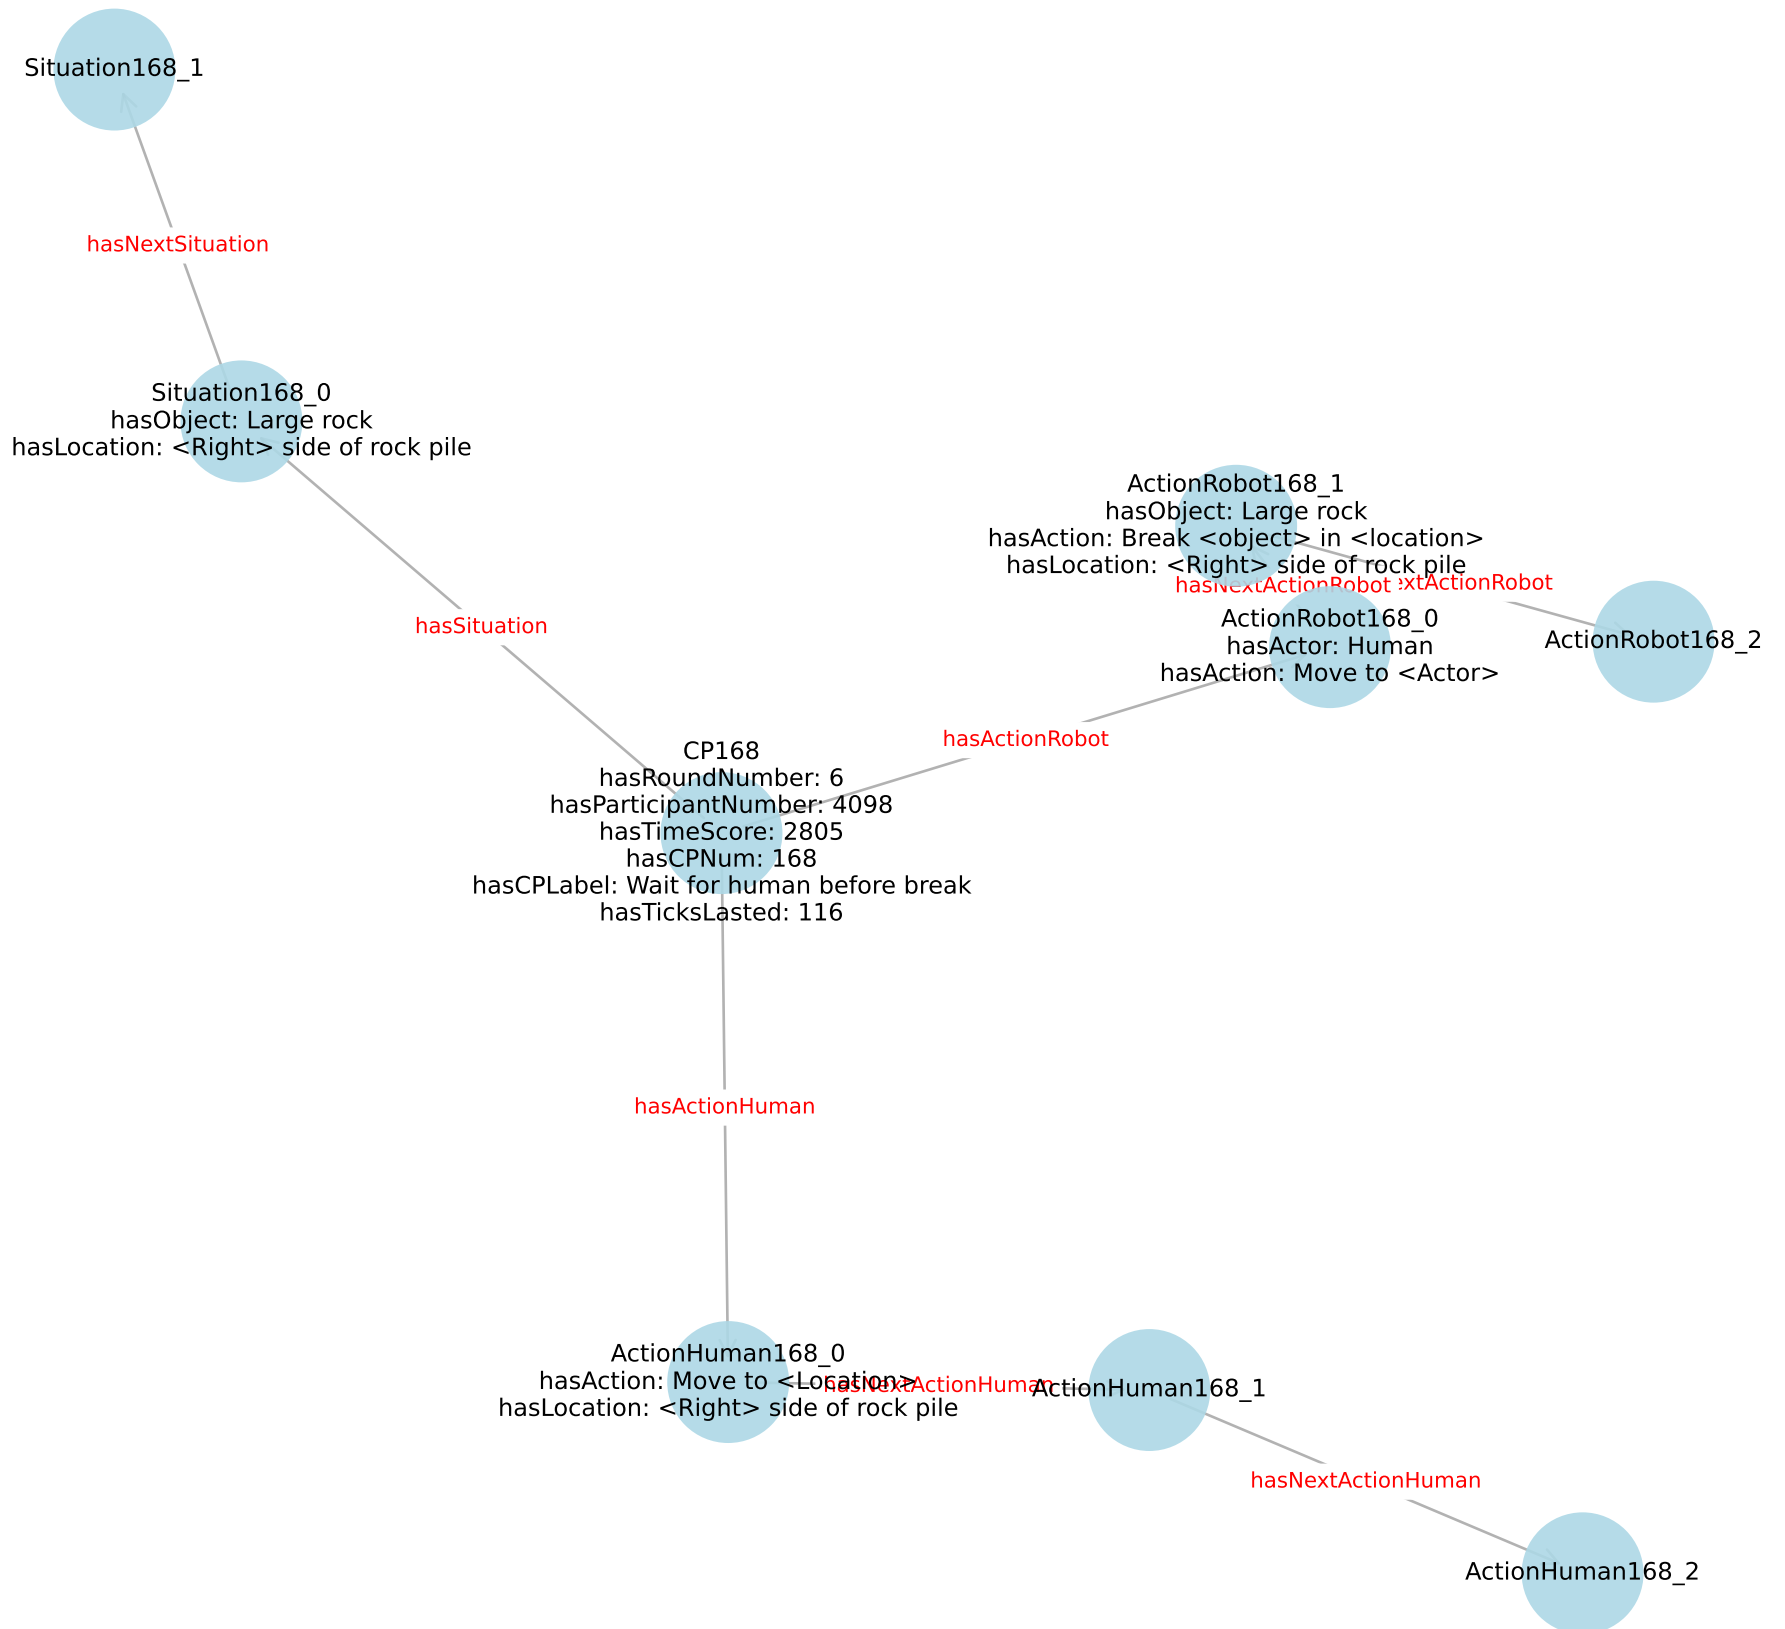 Situation168_1
hasNextSituation
Situation168_0
hasObject: Large rock
hasLocation: <Right> side of rock pile
hasSituation
ActionRobot168_1
hasObject: Large rock
hasAction: Break <object> in <location>
hasLocation: <Right> side of rock pile
hasNextActionRobot
extActionRobot
ActionRobot168_0
hasActor: Human
hasAction: Move to <Actor>
ActionRobot168_2
hasActionRobot
CP168
hasRoundNumber: 6
hasParticipantNumber: 4098
hasTimeScore: 2805
hasCPNum: 168
hasCPLabel: Wait for human before break
hasTicksLasted: 116
hasActionHuman
ActionHuman168_0
hasAction: Move to <Location>
hasLocation: <Right> side of rock pile
hasNextActionHuman
ActionHuman168_1
hasNextActionHuman
ActionHuman168_2